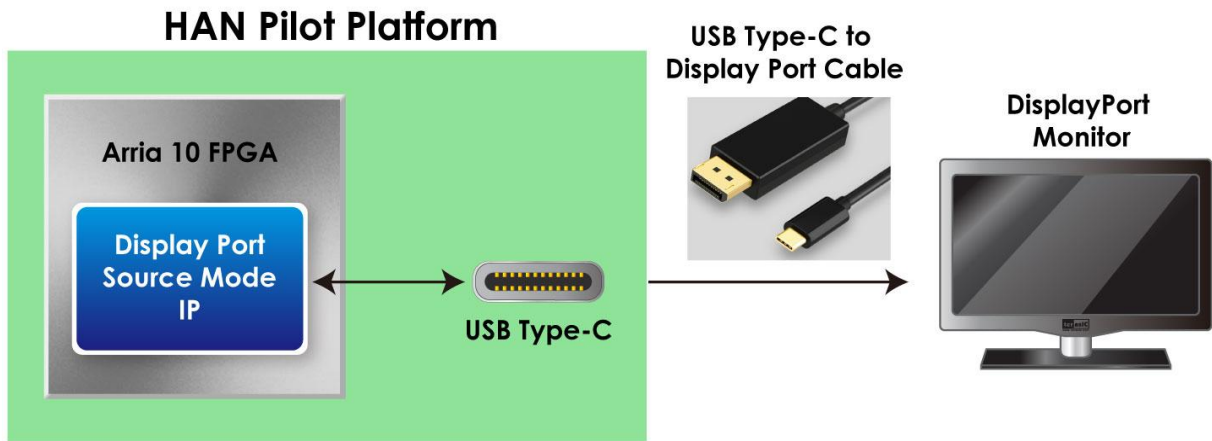 HAN Pilot Platform
USB Type-C to
Display Port Cable
DisplayPort
Monitor
Arria 10 FPGA
Display Port
Source Mode
IP
USB Type-C